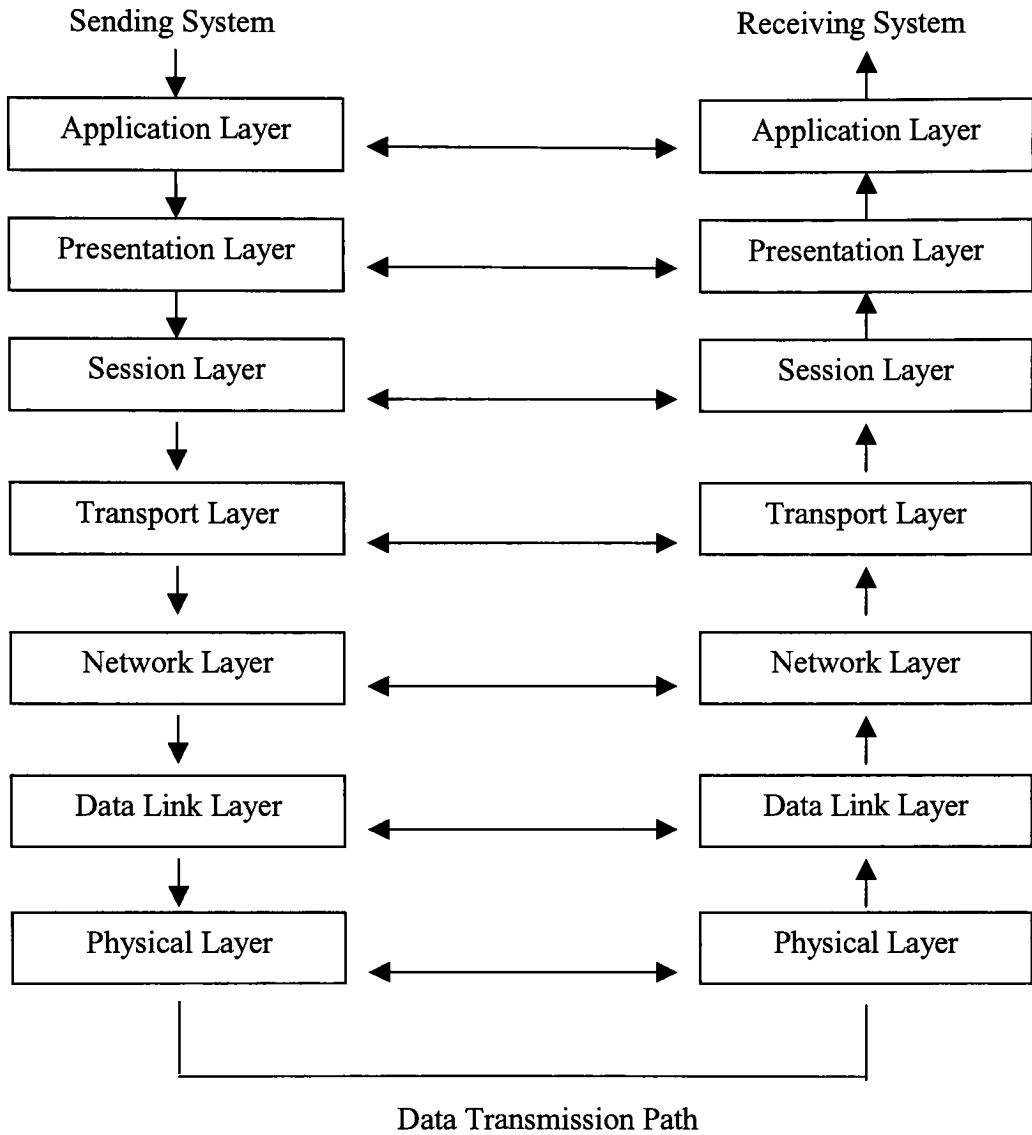 Sending System
Receiving System
Application Layer
Application Layer
Presentation Layer
Presentation Layer
Session Layer
Session Layer
Transport Layer
Transport Layer
Network Layer
Network Layer
Data Link Layer
Data Link Layer
Physical Layer
Physical Layer
Data Transmission Path